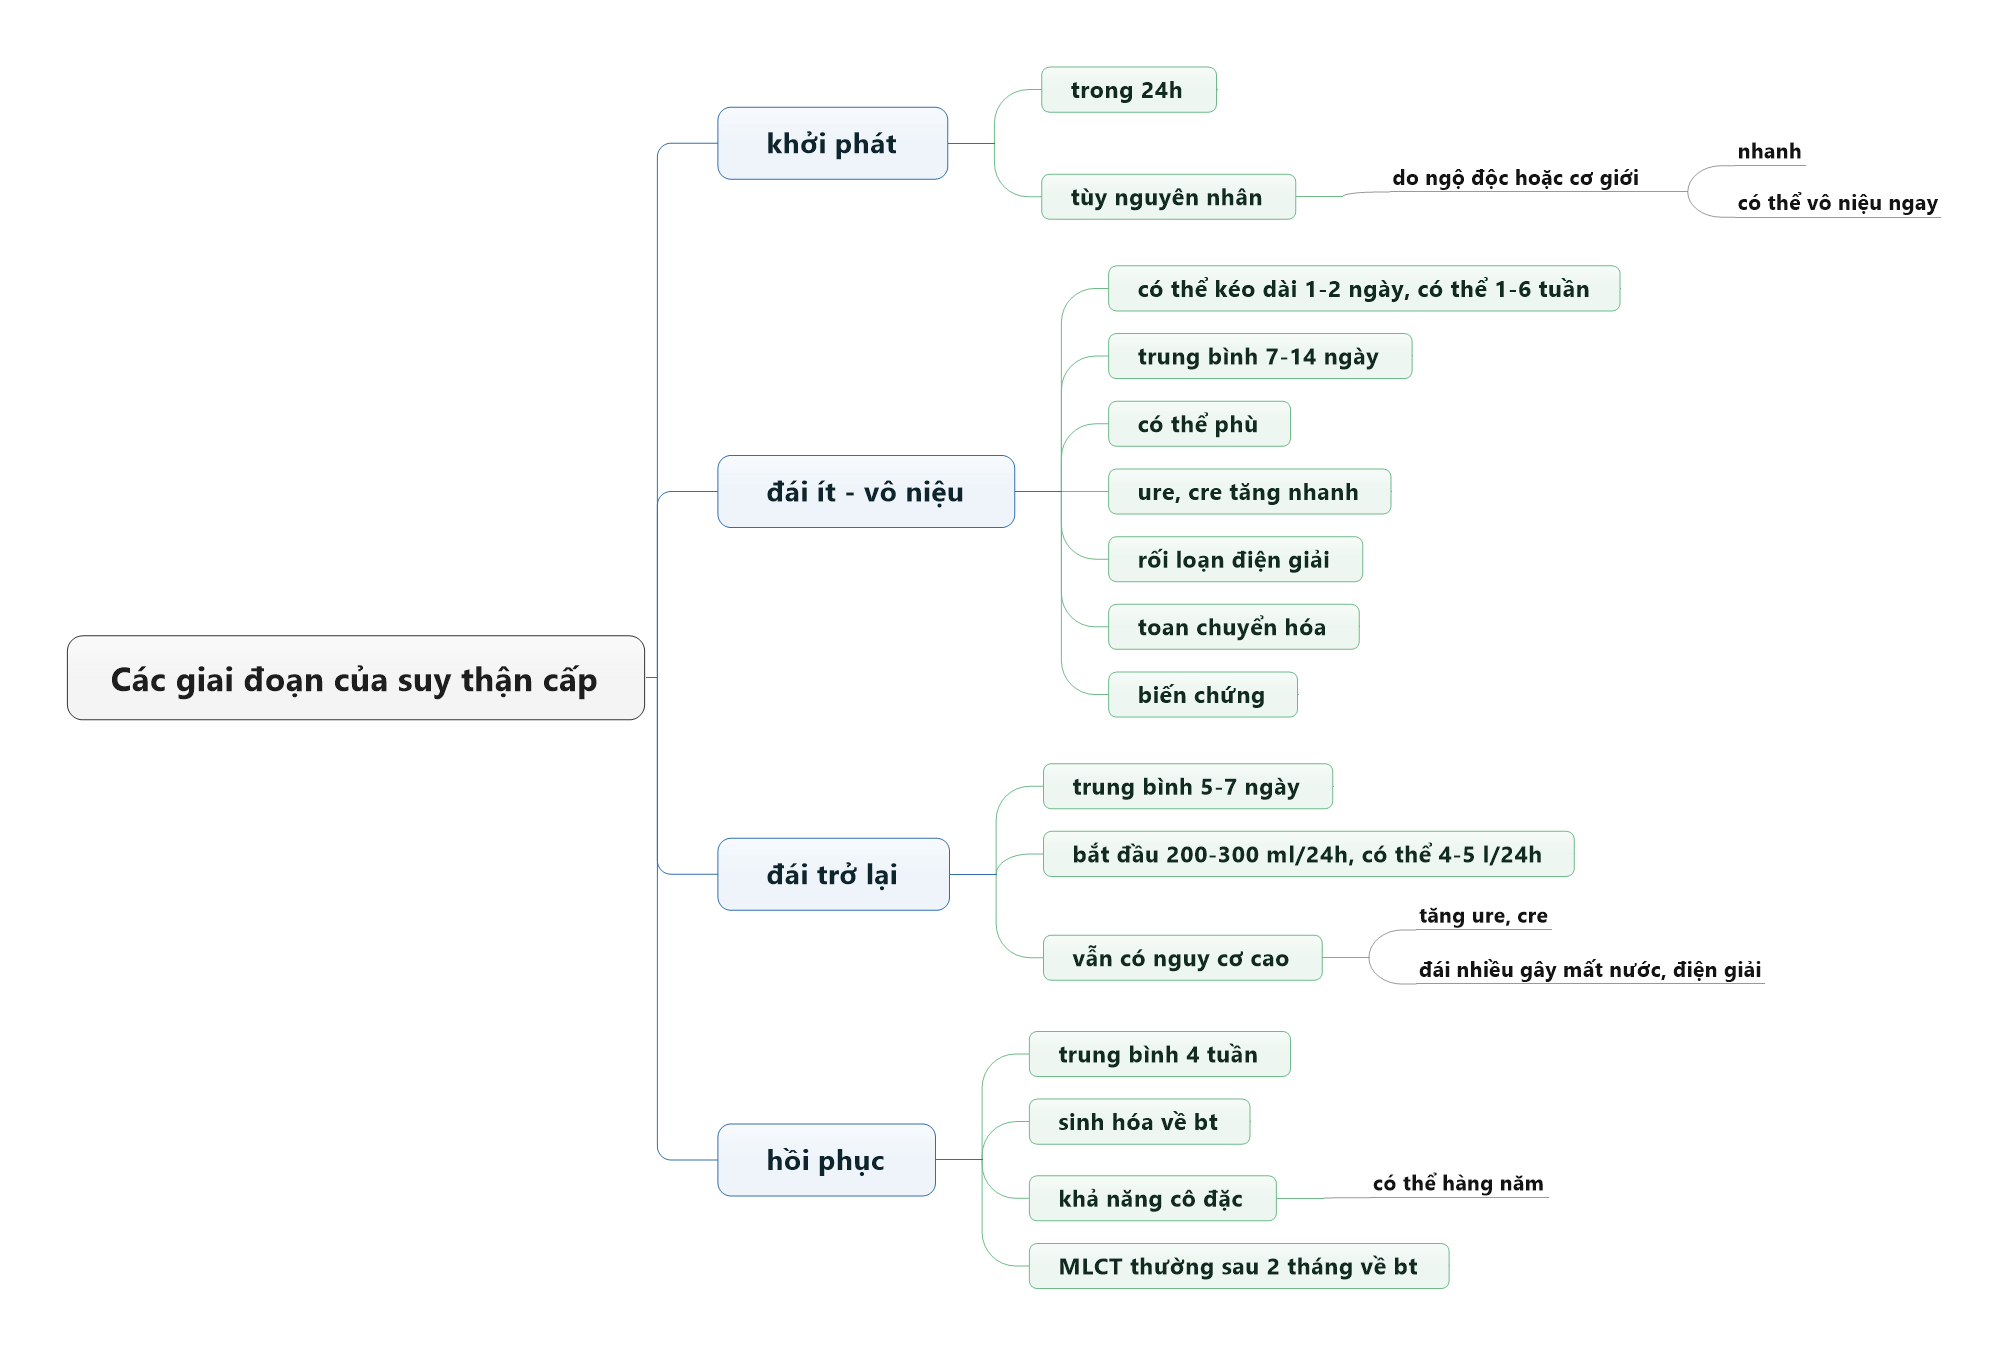 Các giai đoạn của suy thận cấp
khởi phát
trong 24h
tùy nguyên nhân
do ngộ độc hoặc cơ giới
nhanh
có thể vô niệu ngay
đái ít - vô niệu
có thể kéo dài 1-2 ngày, có thể 1-6 tuần
trung bình 7-14 ngày
có thể phù
ure, cre tăng nhanh
rối loạn điện giải
toan chuyển hóa
biến chứng
đái trở lại
trung bình 5-7 ngày
bắt đầu 200-300 ml/24h, có thể 4-5 l/24h
vẫn có nguy cơ cao
tăng ure, cre
đái nhiều gây mất nước, điện giải
hồi phục
trung bình 4 tuần
sinh hóa về bt
khả năng cô đặc
có thể hàng năm
MLCT thường sau 2 tháng về bt